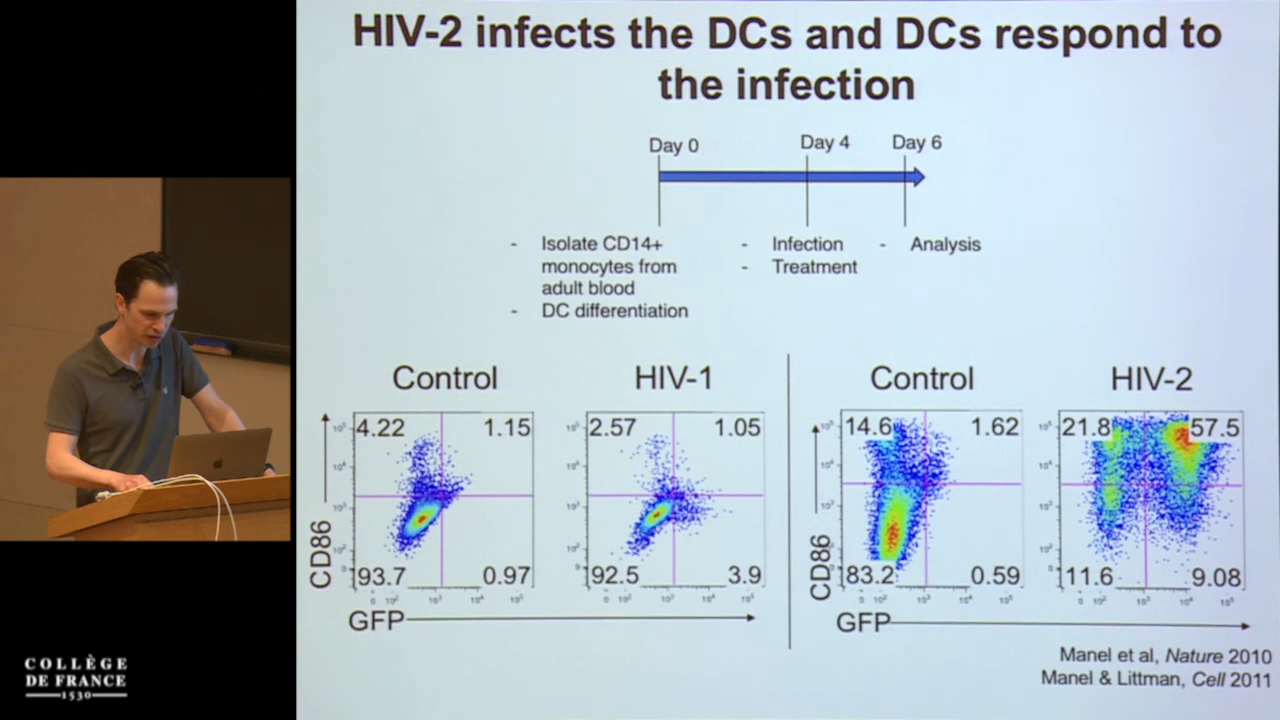 HIV-2 infects the DCs and DCs respond to
the infection
Day 0
Day 4
Day 6
- Isolate CD14+
monocytes from
adult blood
- DC differentiation
- Infection
- Treatment
- Analysis
Control
HIV-1
Control
HIV-2
4.22
1.15
93.7
0.97
2.57
1.05
92.5
3.9
14.6
1.62
83.2
0.59
21.8
57.5
11.6
9.08
CD86
GFP
CD86
GFP
Manel et al, Nature 2010
Manel & Littman, Cell 2011
COLLÈGE
DE FRANCE
1530